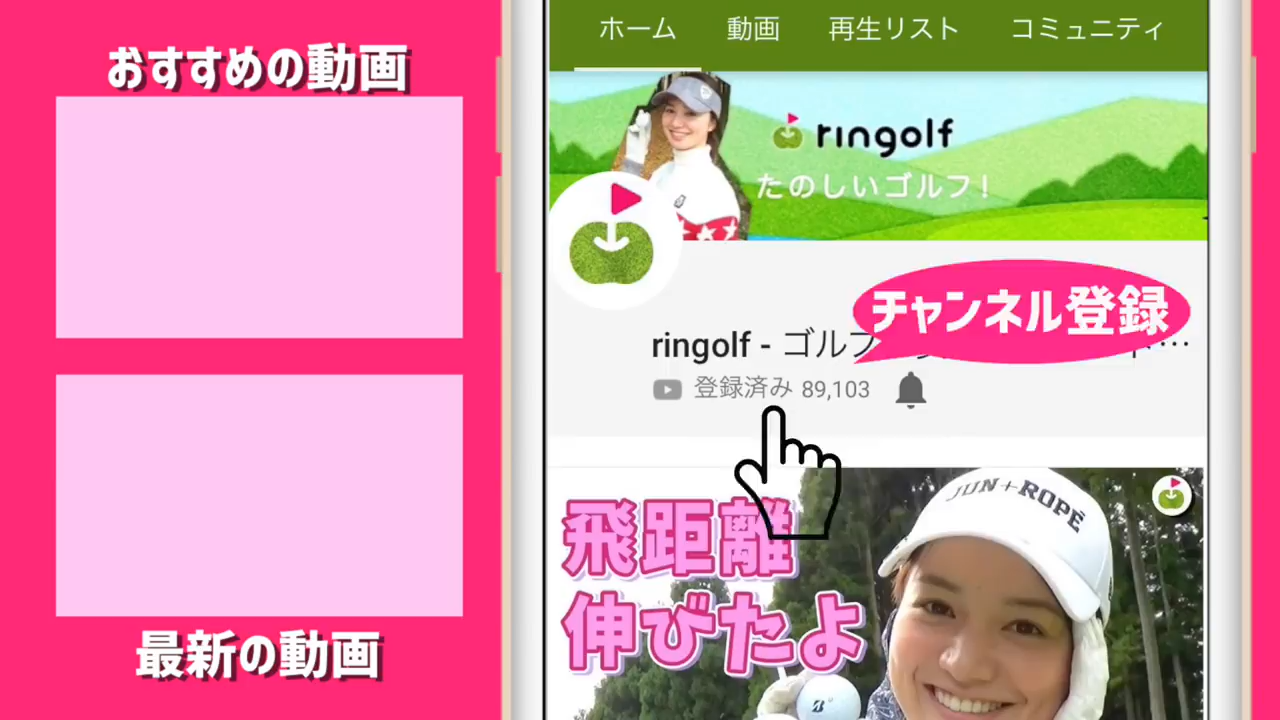 おすすめの動画
最新の動画
ホーム 動画 再生リスト コミュニティ
ringolf
たのしいゴルフ!
チャンネル登録
ringolf - ゴルフ
登録済み 89,103
飛距離
伸びたよ
JUN+ROPÉ
B